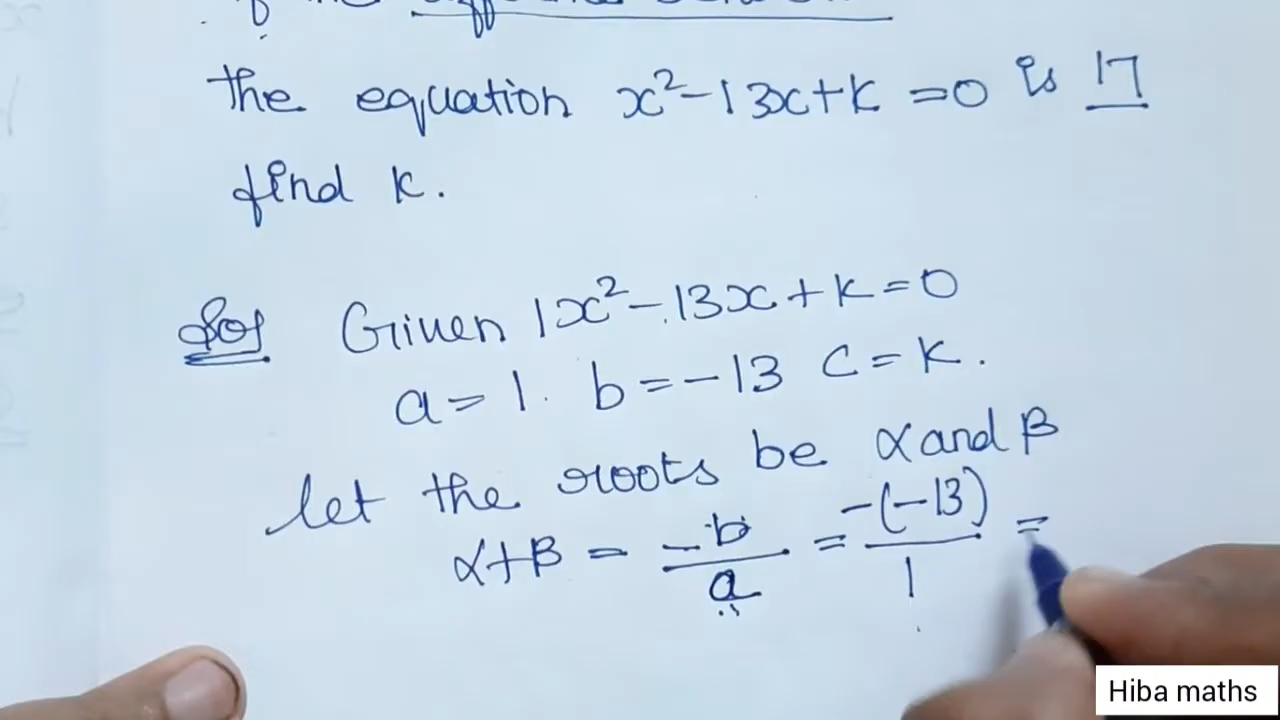 the equation x²-13x+k=0 is 17
find k.
Sol Given 1x²-13x+k=0
a=1. b=-13 c=k.
let the roots be α and β
α+β = -b/a = -(-13)/1 =
Hiba maths